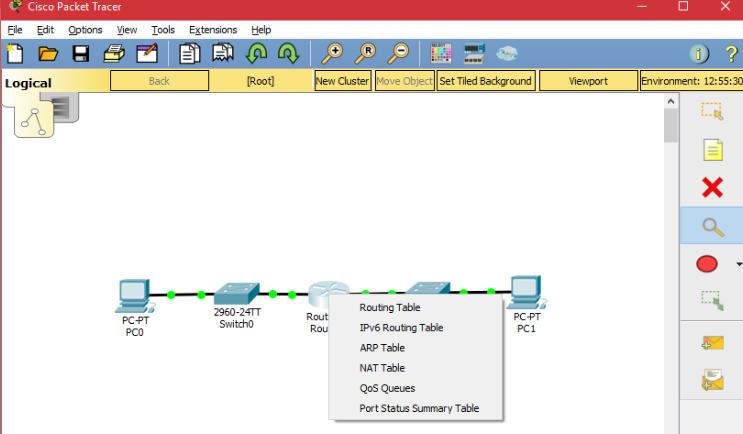 Cisco Packet Tracer
File Edit Options View Tools Extensions Help
Logical Back [Root] New Cluster Move Object Set Tiled Background Viewport Environment: 12:55:30
PC-PT
PC0
2960-24TT
Switch0
Rout
Rou
PC-PT
PC1
Routing Table
IPv6 Routing Table
ARP Table
NAT Table
QoS Queues
Port Status Summary Table